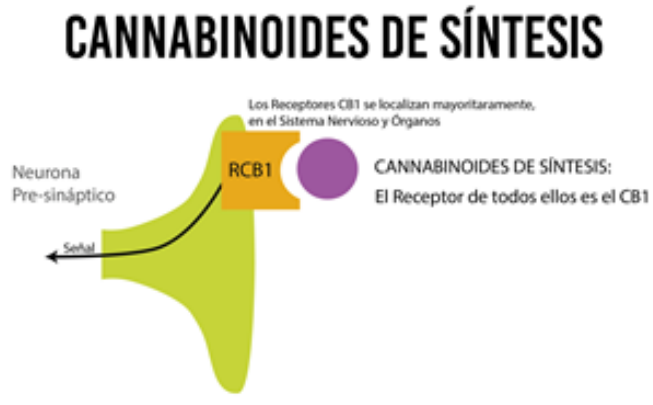 CANNABINOIDES DE SÍNTESIS
Los Receptores CB1 se localizan mayoritaramente,
en el Sistema Nervioso y Órganos
RCB1
CANNABINOIDES DE SÍNTESIS:
El Receptor de todos ellos es el CB1
Neurona
Pre-sináptico
Señal